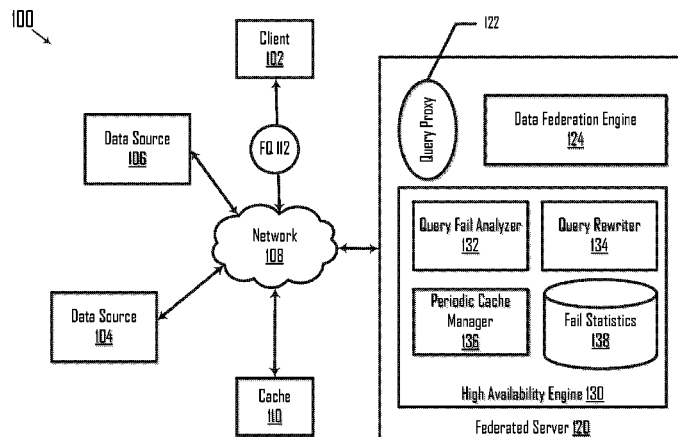 100
Client
102
122
Data Source
106
FQ 112
Query Proxy
Data Federation Engine
124
Network
108
Query Fail Analyzer
132
Query Rewriter
134
Data Source
104
Periodic Cache
Manager
136
Fail Statistics
138
Cache
110
High Availability Engine 130
Federated Server 120